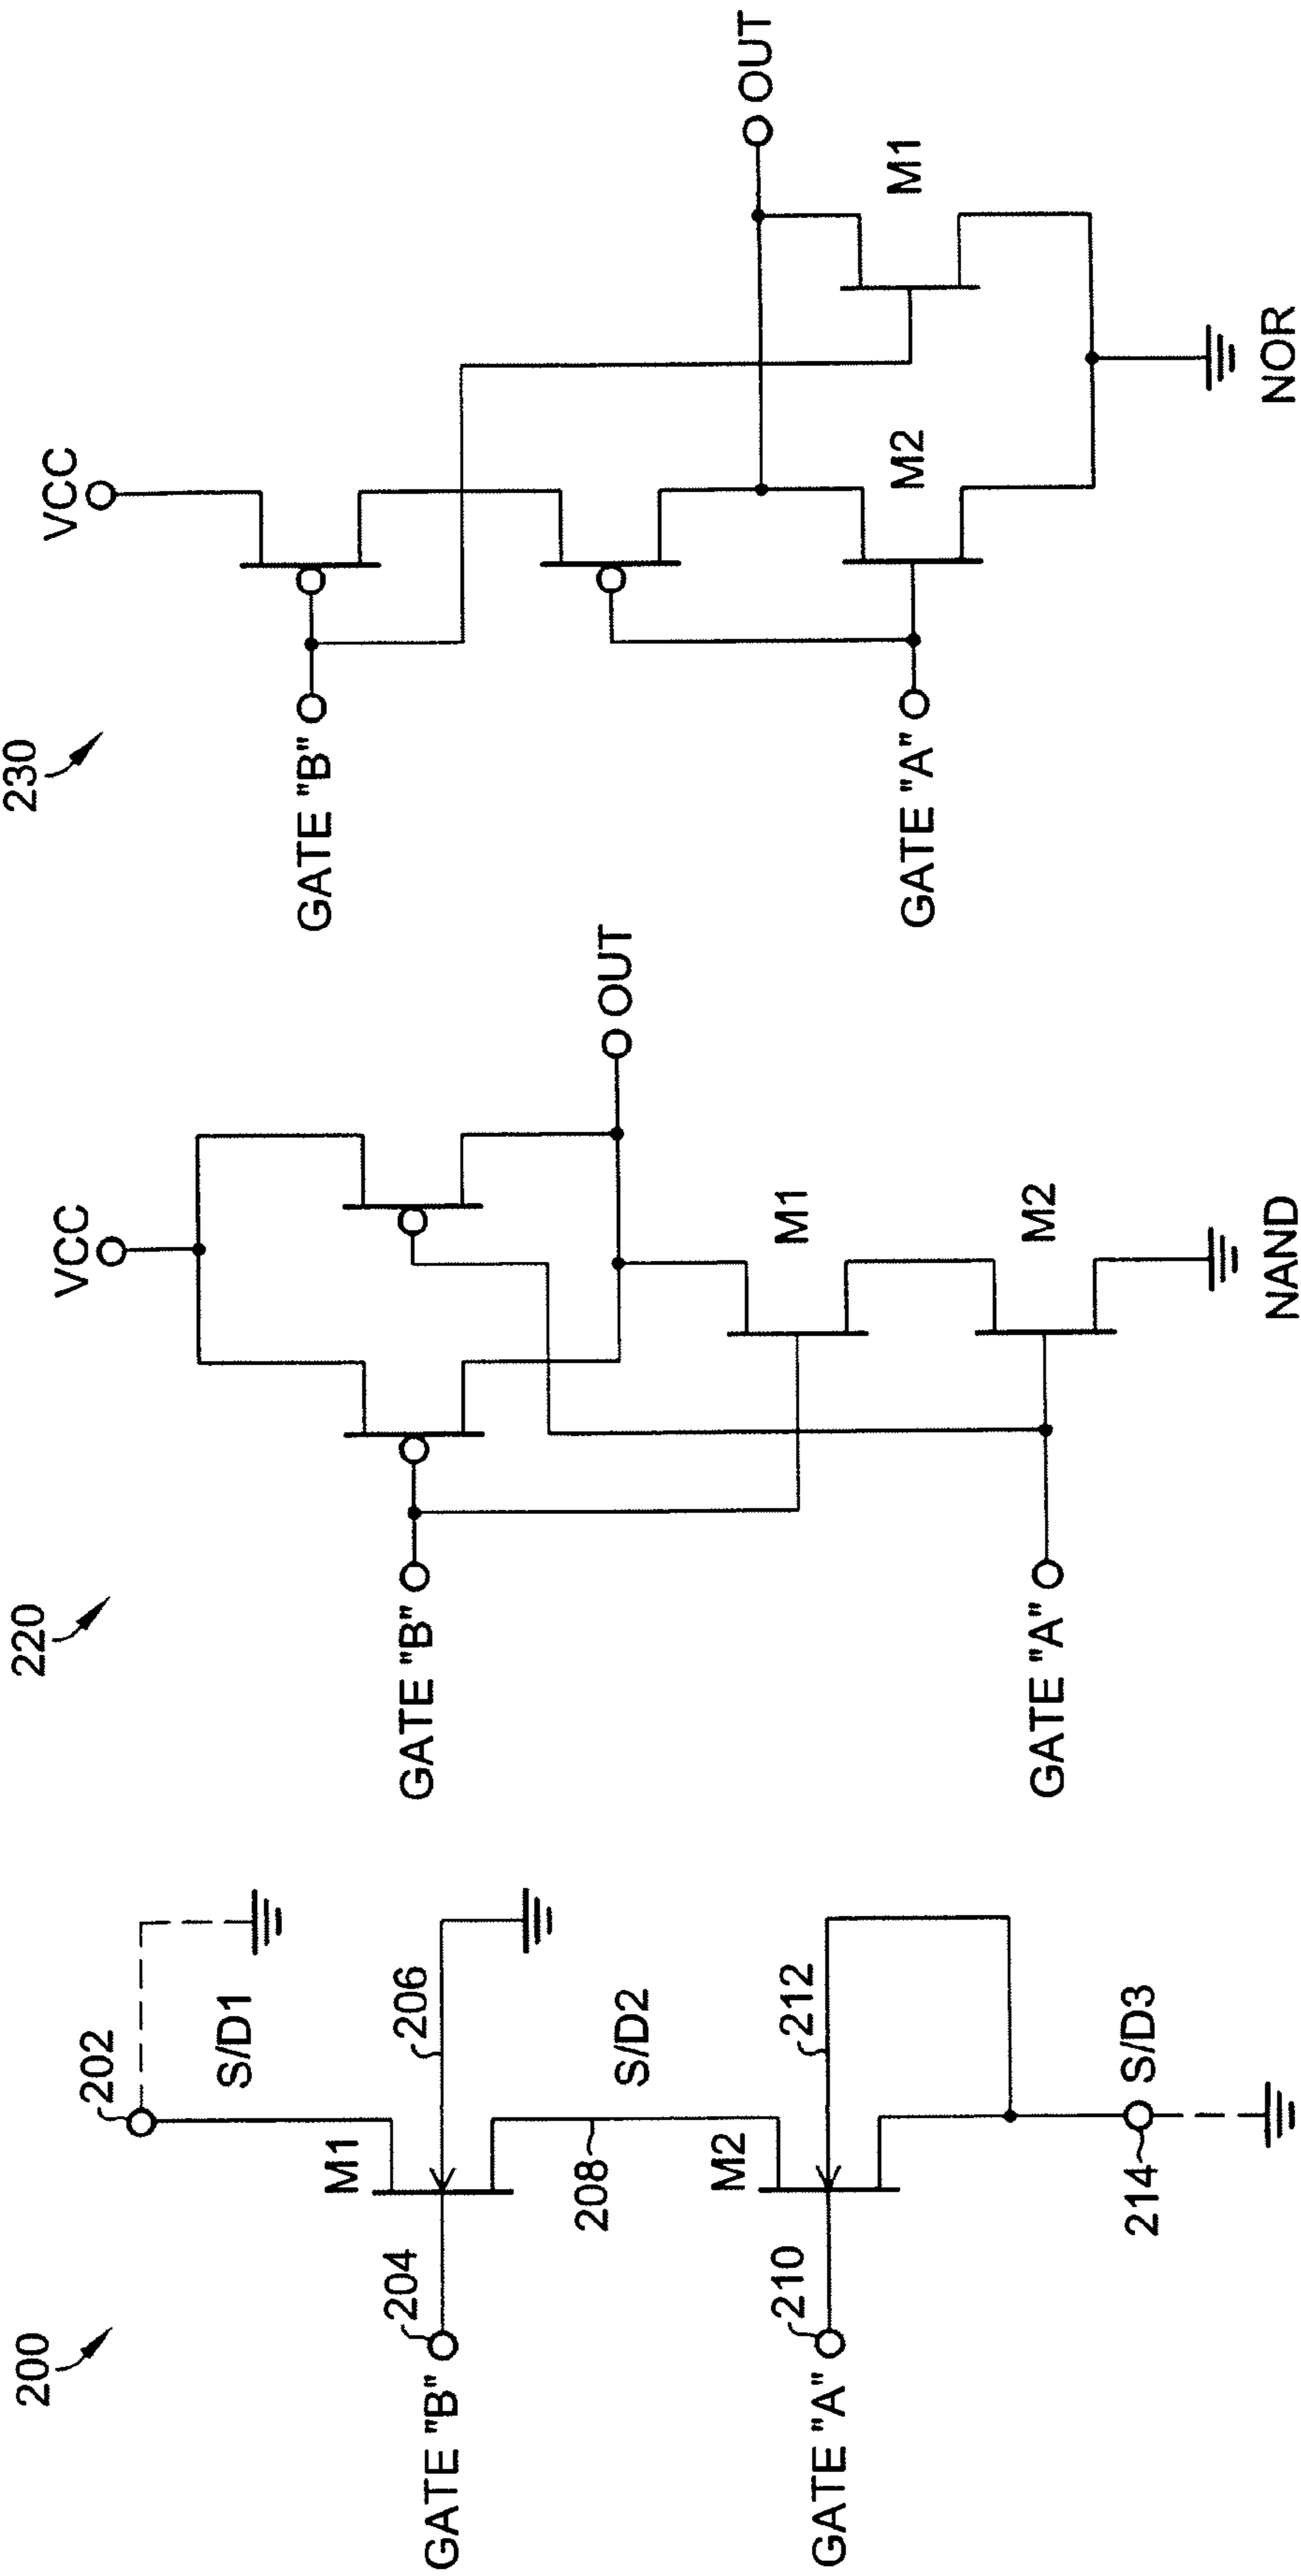 200
202
S/D1
M1
204
GATE "B"
206
208
S/D2
M2
210
GATE "A"
212
214
S/D3
220
VCC
GATE "B"
OUT
M1
M2
GATE "A"
NAND
230
VCC
GATE "B"
OUT
M2
M1
GATE "A"
NOR